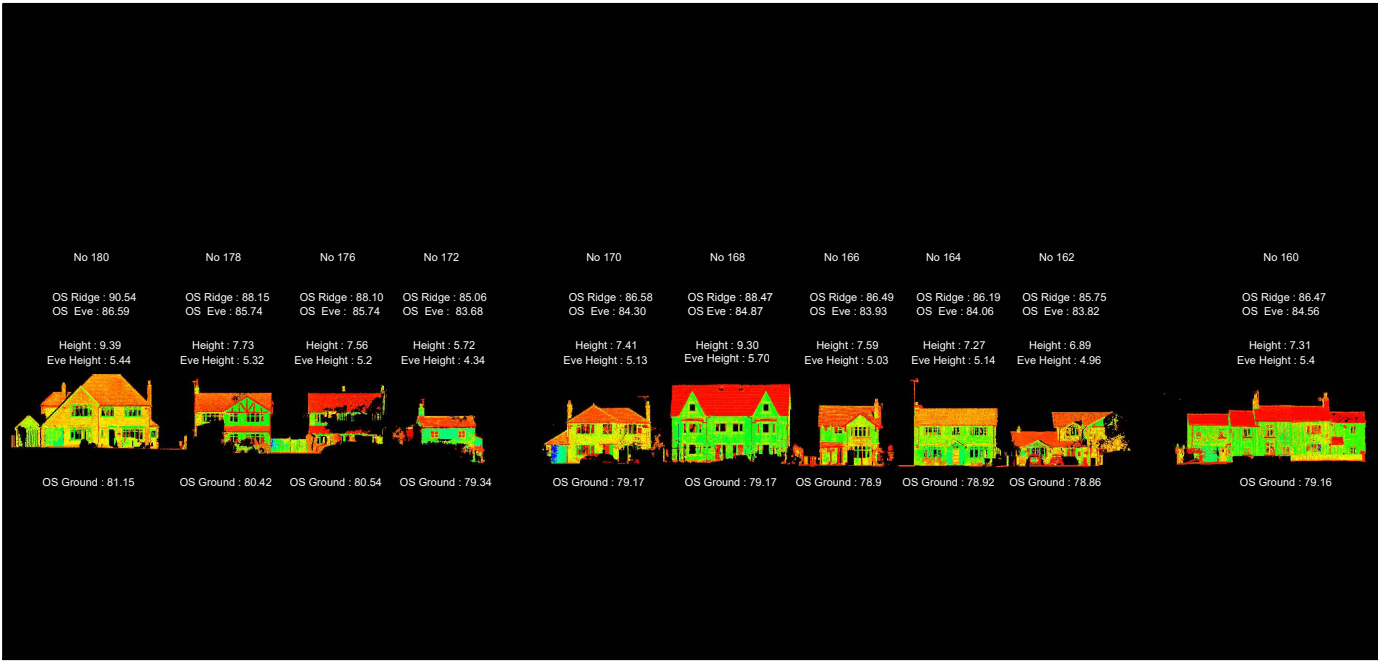 No 180 No 178 No 176 No 172 No 170 No 168 No 166 No 164 No 162 No 160
OS Ridge : 90.54 OS Ridge : 88.15 OS Ridge : 88.10 OS Ridge : 85.06 OS Ridge : 86.58 OS Ridge : 88.47 OS Ridge : 86.49 OS Ridge : 86.19 OS Ridge : 85.75 OS Ridge : 86.47
OS Eve : 86.59 OS Eve : 85.74 OS Eve : 85.74 OS Eve : 83.68 OS Eve : 84.30 OS Eve : 84.87 OS Eve : 83.93 OS Eve : 84.06 OS Eve : 83.82 OS Eve : 84.56
Height : 9.39 Height : 7.73 Height : 7.56 Height : 5.72 Height : 7.41 Height : 9.30 Height : 7.59 Height : 7.27 Height : 6.89 Height : 7.31
Eve Height : 5.44 Eve Height : 5.32 Eve Height : 5.2 Eve Height : 4.34 Eve Height : 5.13 Eve Height : 5.70 Eve Height : 5.03 Eve Height : 5.14 Eve Height : 4.96 Eve Height : 5.4
OS Ground : 81.15 OS Ground : 80.42 OS Ground : 80.54 OS Ground : 79.34 OS Ground : 79.17 OS Ground : 79.17 OS Ground : 78.9 OS Ground : 78.92 OS Ground : 78.86 OS Ground : 79.16